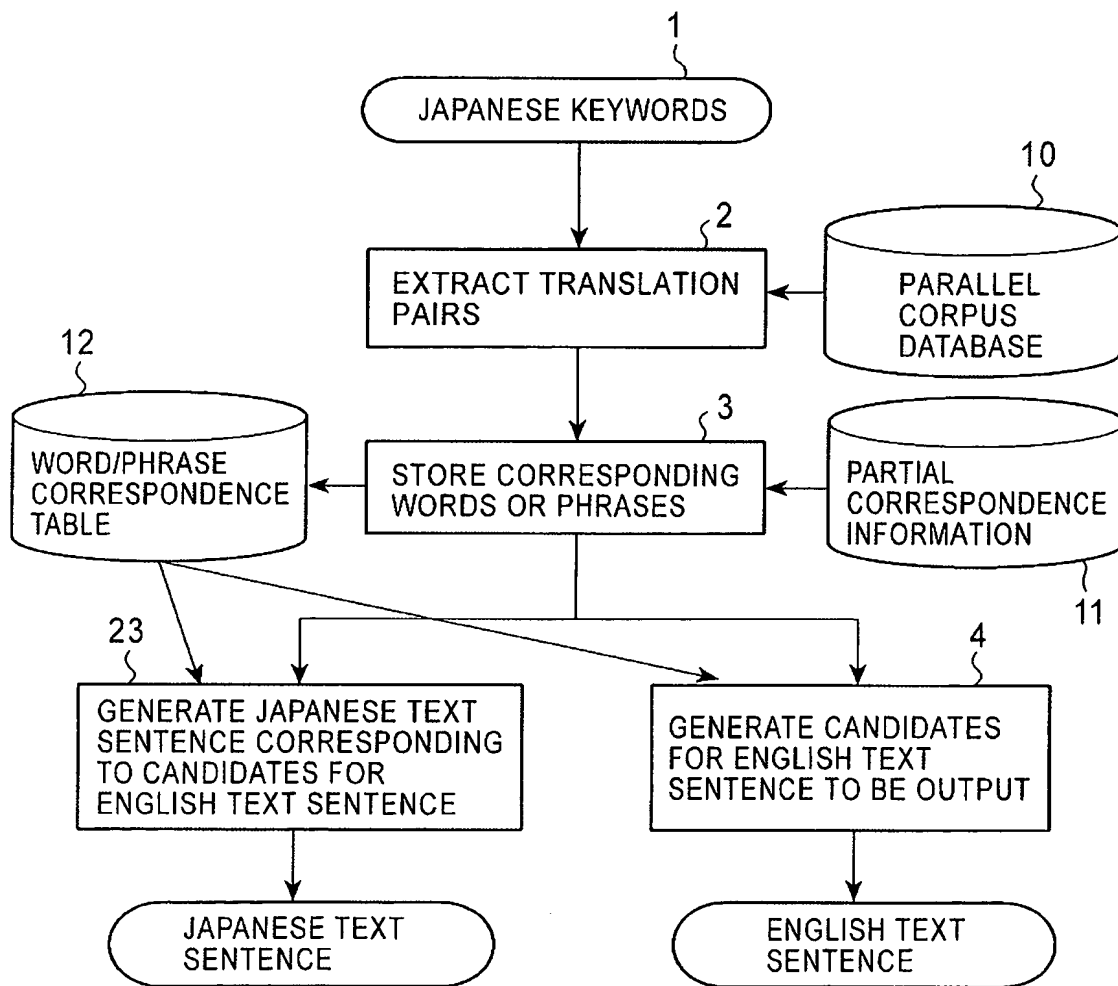 1
JAPANESE KEYWORDS
10
2
EXTRACT TRANSLATION
PAIRS
PARALLEL
CORPUS
DATABASE
12
3
WORD/PHRASE
CORRESPONDENCE
TABLE
STORE CORRESPONDING
WORDS OR PHRASES
PARTIAL
CORRESPONDENCE
INFORMATION
11
23
4
GENERATE JAPANESE TEXT
SENTENCE CORRESPONDING
TO CANDIDATES FOR
ENGLISH TEXT SENTENCE
GENERATE CANDIDATES
FOR ENGLISH TEXT
SENTENCE TO BE OUTPUT
JAPANESE TEXT
SENTENCE
ENGLISH TEXT
SENTENCE